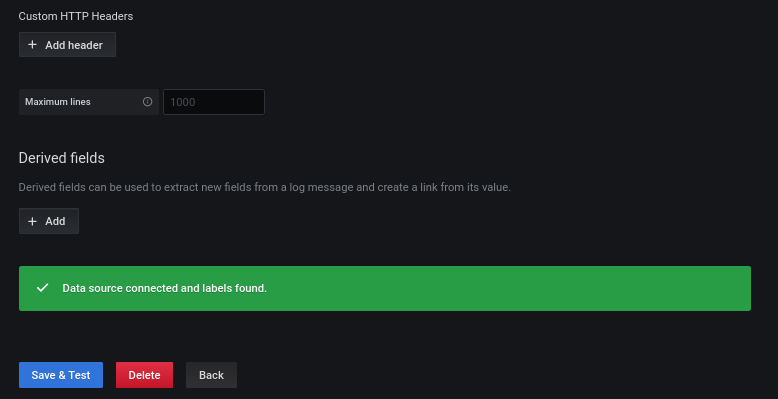 Custom HTTP Headers
+ Add header
Maximum lines 1000
Derived fields
Derived fields can be used to extract new fields from a log message and create a link from its value.
+ Add
Data source connected and labels found.
Save & Test Delete Back